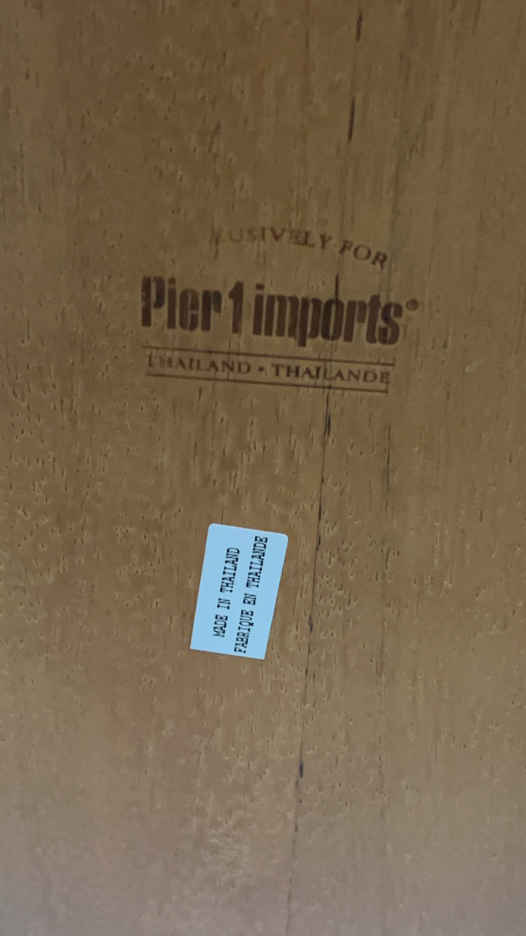 USIVELY FOR
Pier 1 imports®
THAILAND • THAILANDE
MADE IN THAILAND
FABRIQUE EN THAILANDE